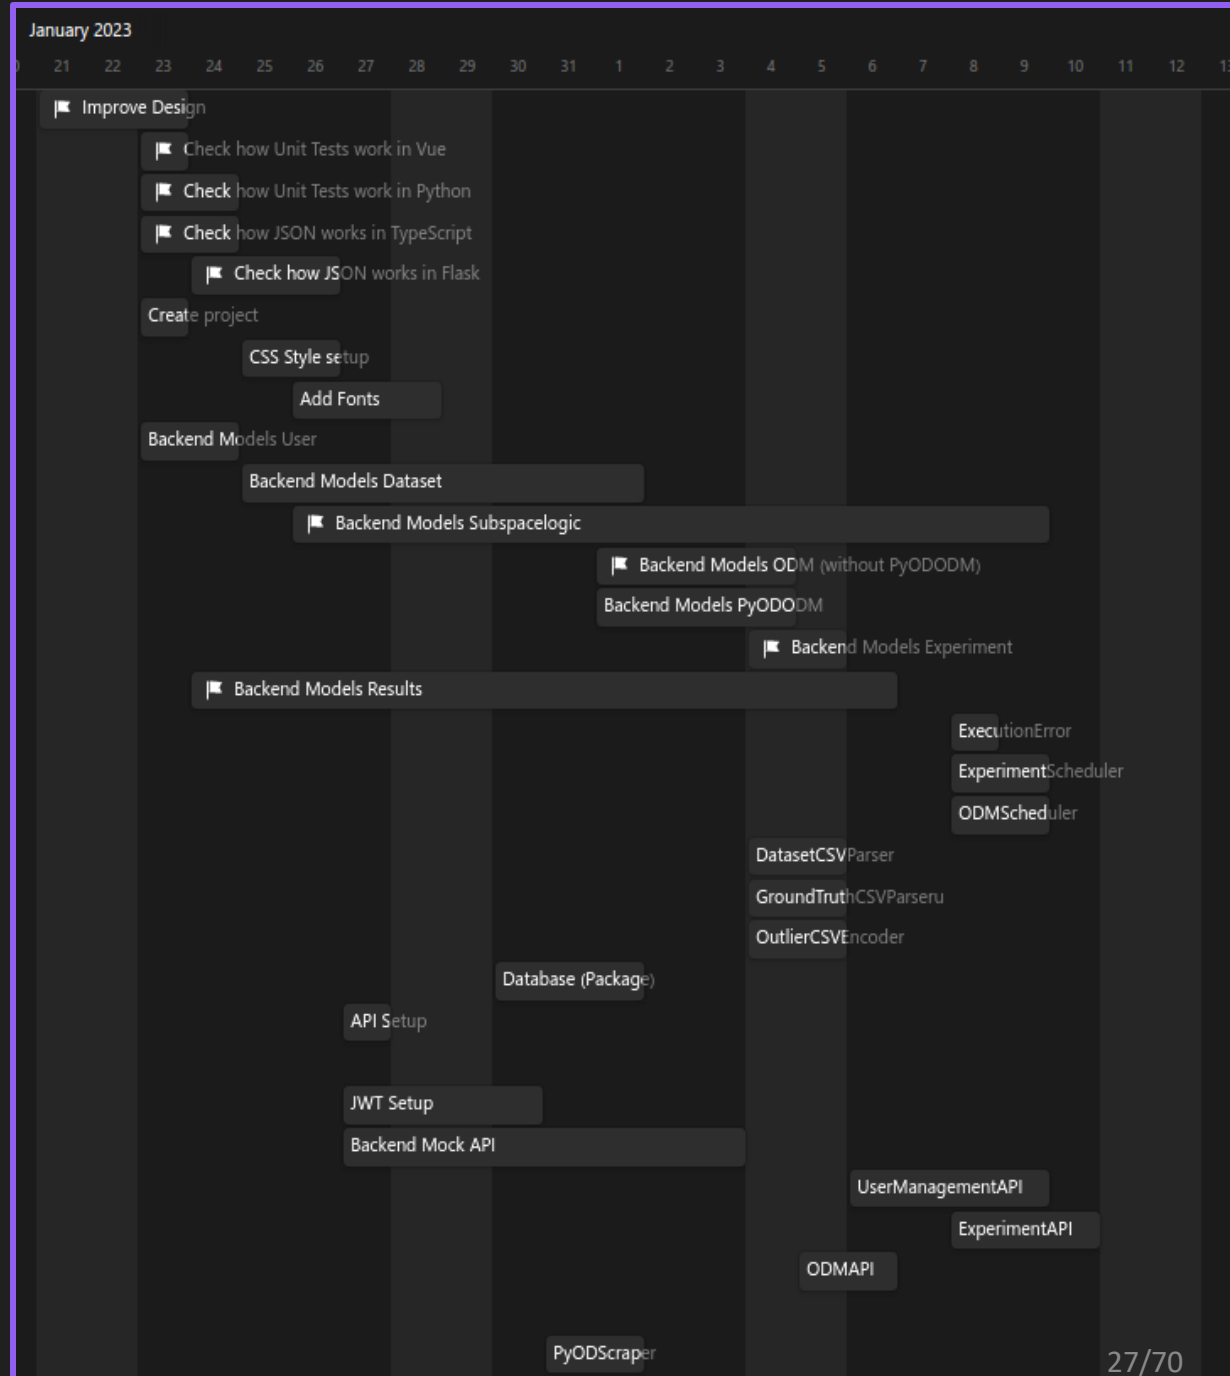 January 2023
21 22 23 24 25 26 27 28 29 30 31 1 2 3 4 5 6 7 8 9 10 11 12
Improve Design
Check how Unit Tests work in Vue
Check how Unit Tests work in Python
Check how JSON works in TypeScript
Check how JSON works in Flask
Create project
CSS Style setup
Add Fonts
Backend Models User
Backend Models Dataset
Backend Models Subspacelogic
Backend Models ODM (without PyODODM)
Backend Models PyODODM
Backend Models Experiment
Backend Models Results
ExecutionError
ExperimentScheduler
ODMScheduler
DatasetCSVParser
GroundTruthCSVParseru
OutlierCSVEncoder
Database (Package)
API Setup
JWT Setup
Backend Mock API
UserManagementAPI
ExperimentAPI
ODMAPI
PyODScraper
27/70